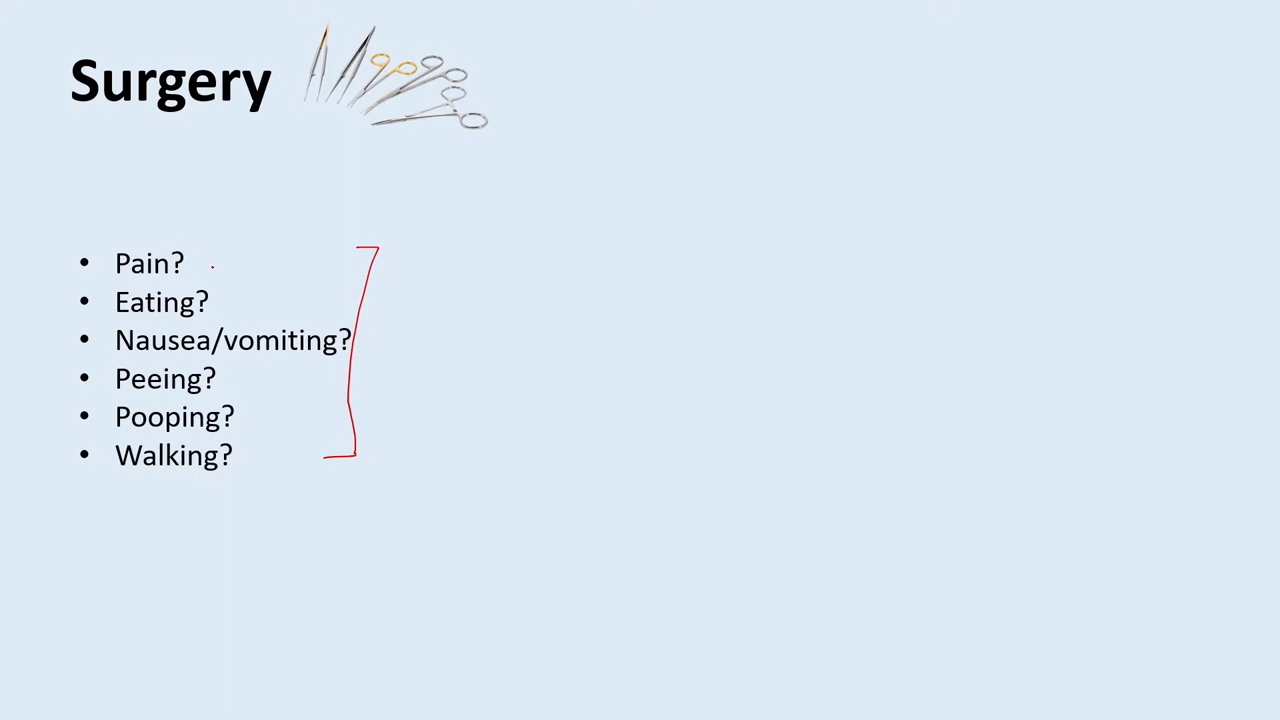 Surgery
• Pain?
• Eating?
• Nausea/vomiting?
• Peeing?
• Pooping?
• Walking?